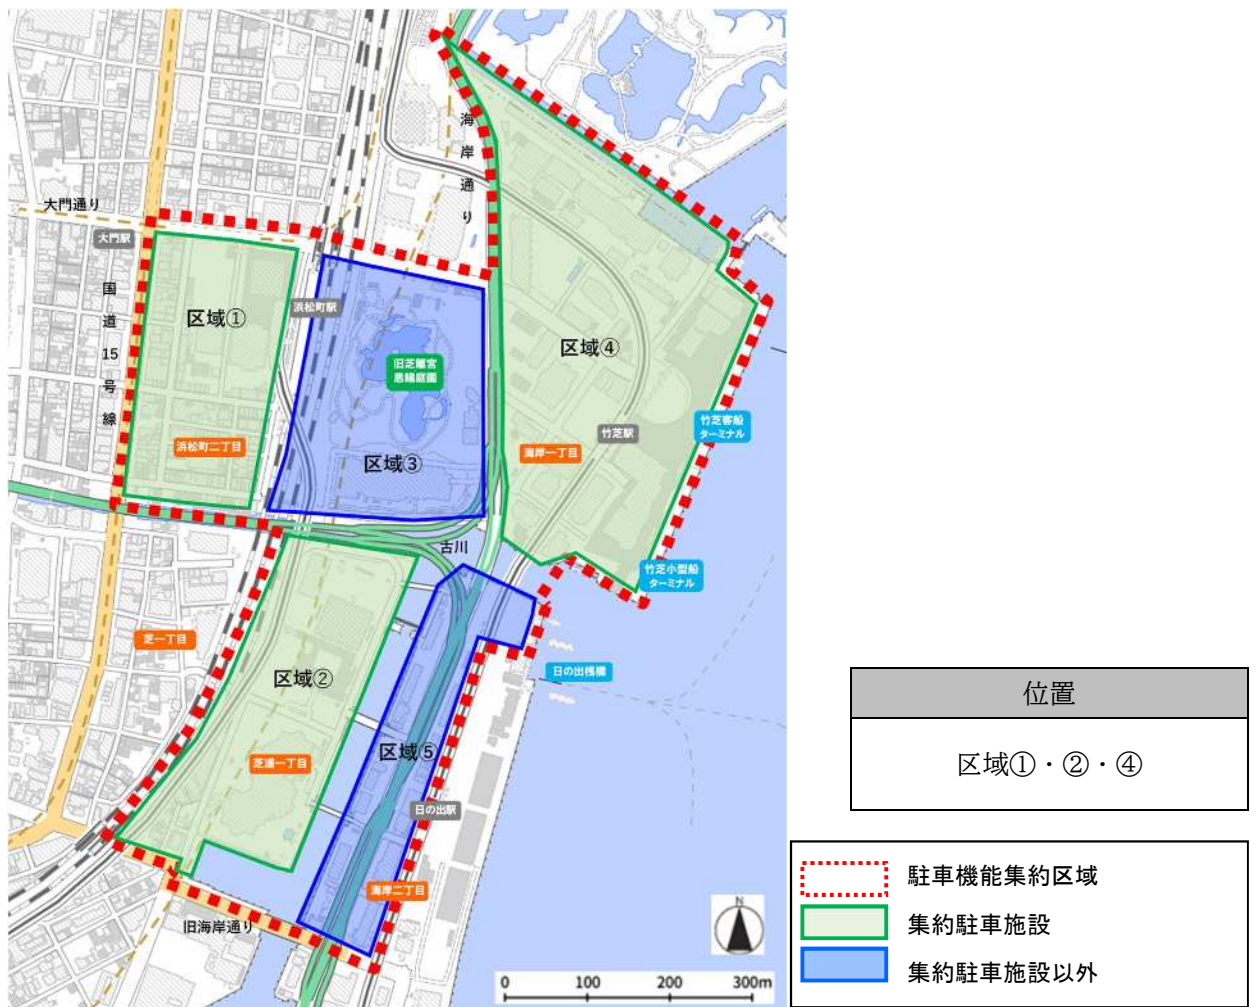 海岸通り
大門通り
大門駅
国道15号線
区域①
浜松町駅
旧芝離宮
恩賜庭園
区域④
竹芝客船
ターミナル
竹芝駅
海岸一丁目
浜松町二丁目
区域③
古川
竹芝小型船
ターミナル
芝一丁目
区域②
日の出桟橋
区域⑤
芝浦一丁目
日の出駅
海岸二丁目
旧海岸通り
N
0 100 200 300m
位置
区域①・②・④
駐車機能集約区域
集約駐車施設
集約駐車施設以外